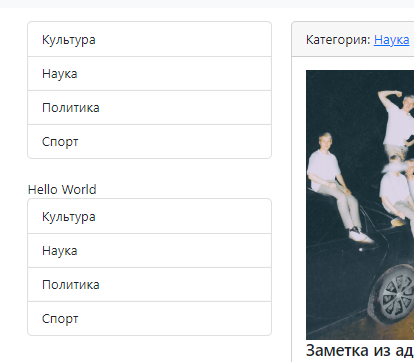 Культура
Наука
Политика
Спорт
Hello World
Культура
Наука
Политика
Спорт
Категория: Наука
Заметка из ад